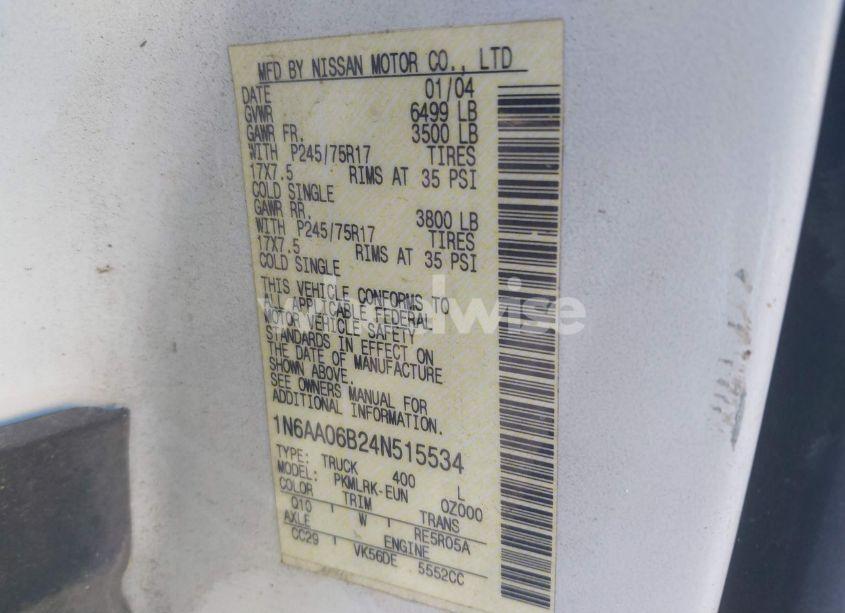 MFD BY NISSAN MOTOR CO., LTD
DATE 01/04
GVWR 6499 LB
GAWR FR. 3500 LB
WITH P245/75R17 TIRES
17X7.5 RIMS AT 35 PSI
COLD SINGLE
GAWR RR. 3800 LB
WITH P245/75R17 TIRES
17X7.5 RIMS AT 35 PSI
COLD SINGLE
THIS VEHICLE CONFORMS TO
ALL APPLICABLE FEDERAL
MOTOR VEHICLE SAFETY
STANDARDS IN EFFECT ON
THE DATE OF MANUFACTURE
SHOWN ABOVE.
SEE OWNERS MANUAL FOR
ADDITIONAL INFORMATION.
1N6AA06B24N515534
TYPE: TRUCK 400 L
MODEL: PKMLRK-EUN 0Z000
COLOR TRIM TRANS
Q10 W RE5R05A
AXLE ENGINE
CC29 VK56DE 5552CC